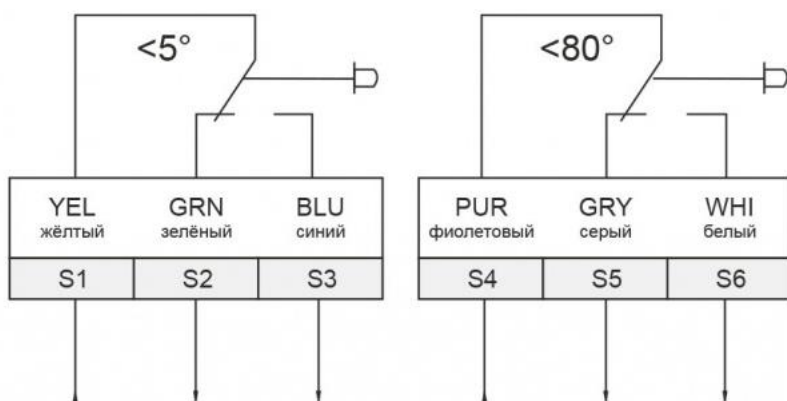 <5°
<80°
YEL GRN BLU
жёлтый зелёный синий
S1 S2 S3
PUR GRY WHI
фиолетовый серый белый
S4 S5 S6